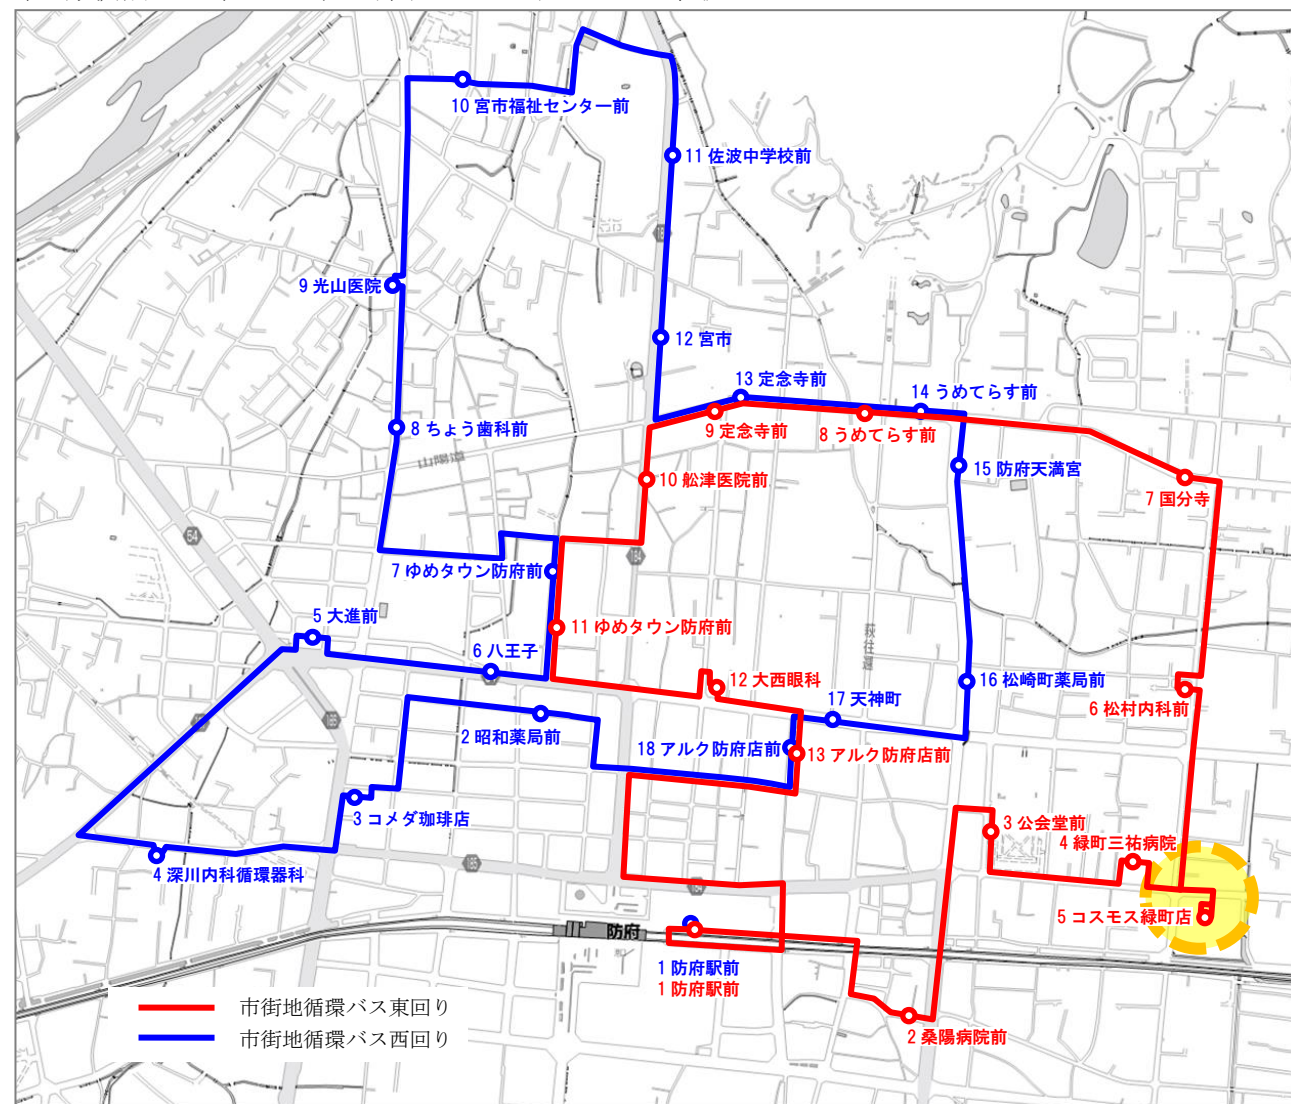 10 宮市福祉センター前
11 佐波中学校前
9 光山医院
12 宮市
13 定念寺前
14 うめてらす前
9 定念寺前
8 うめてらす前
8 ちょう歯科前
山陽道
15 防府天満宮
10 舩津医院前
7 国分寺
54
184
7 ゆめタウン防府前
5 大進前
11 ゆめタウン防府前
萩往還
6 八王子
12 大西眼科
16 松崎町薬局前
6 松村内科前
17 天神町
2 昭和薬局前
18 アルク防府店前
13 アルク防府店前
3 コメダ珈琲店
3 公会堂前
4 緑町三祐病院
185
4 深川内科循環器科
5 コスモス緑町店
防府
1 防府駅前
1 防府駅前
市街地循環バス東回り
市街地循環バス西回り
2 桑陽病院前